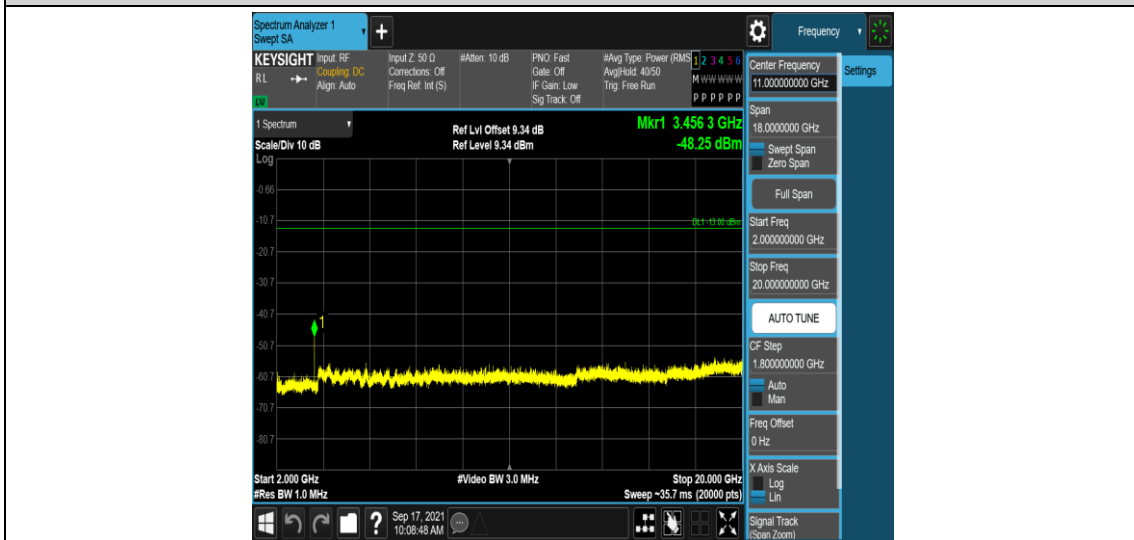 Spectrum Analyzer 1
Swept SA
Frequency
KEYSIGHT
RL
LXI
Input: RF
Coupling: DC
Align: Auto
Input Z: 50 Ω
Corrections: Off
Freq Ref: Int (S)
#Atten: 10 dB
PNO: Fast
Gate: Off
IF Gain: Low
Sig Track: Off
#Avg Type: Power (RMS
Avg|Hold: 40/50
Trig: Free Run
1 2 3 4 5 6
M W W W W W
P P P P P P
Center Frequency
11.000000000 GHz
Settings
Span
18.0000000 GHz
Swept Span
Zero Span
Full Span
Start Freq
2.000000000 GHz
Stop Freq
20.000000000 GHz
AUTO TUNE
CF Step
1.800000000 GHz
Auto
Man
Freq Offset
0 Hz
X Axis Scale
Log
Lin
Signal Track
(Span Zoom)
1 Spectrum
Scale/Div 10 dB
Log
Ref Lvl Offset 9.34 dB
Ref Level 9.34 dBm
Mkr1 3.456 3 GHz
-48.25 dBm
-0.66
-10.7
DL1 -13.00 dBm
-20.7
-30.7
-40.7
1
-50.7
-60.7
-70.7
-80.7
Start 2.000 GHz
#Video BW 3.0 MHz
Stop 20.000 GHz
#Res BW 1.0 MHz
Sweep ~35.7 ms (20000 pts)
Sep 17, 2021
10:08:48 AM